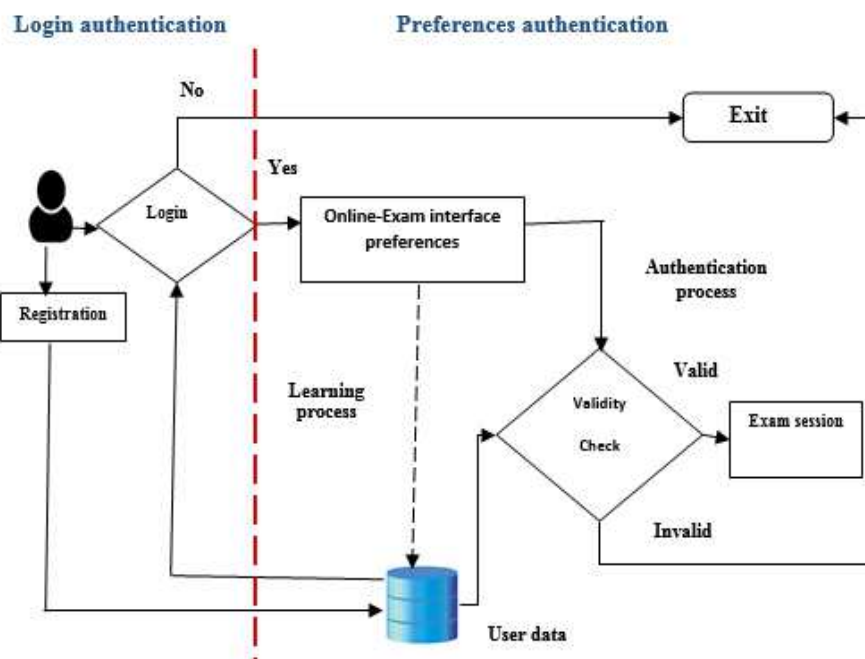 Login authentication
Preferences authentication
No
Exit
Yes
Login
Online-Exam interface
preferences
Authentication
process
Registration
Learning
process
Valid
Validity
Check
Exam session
Invalid
User data